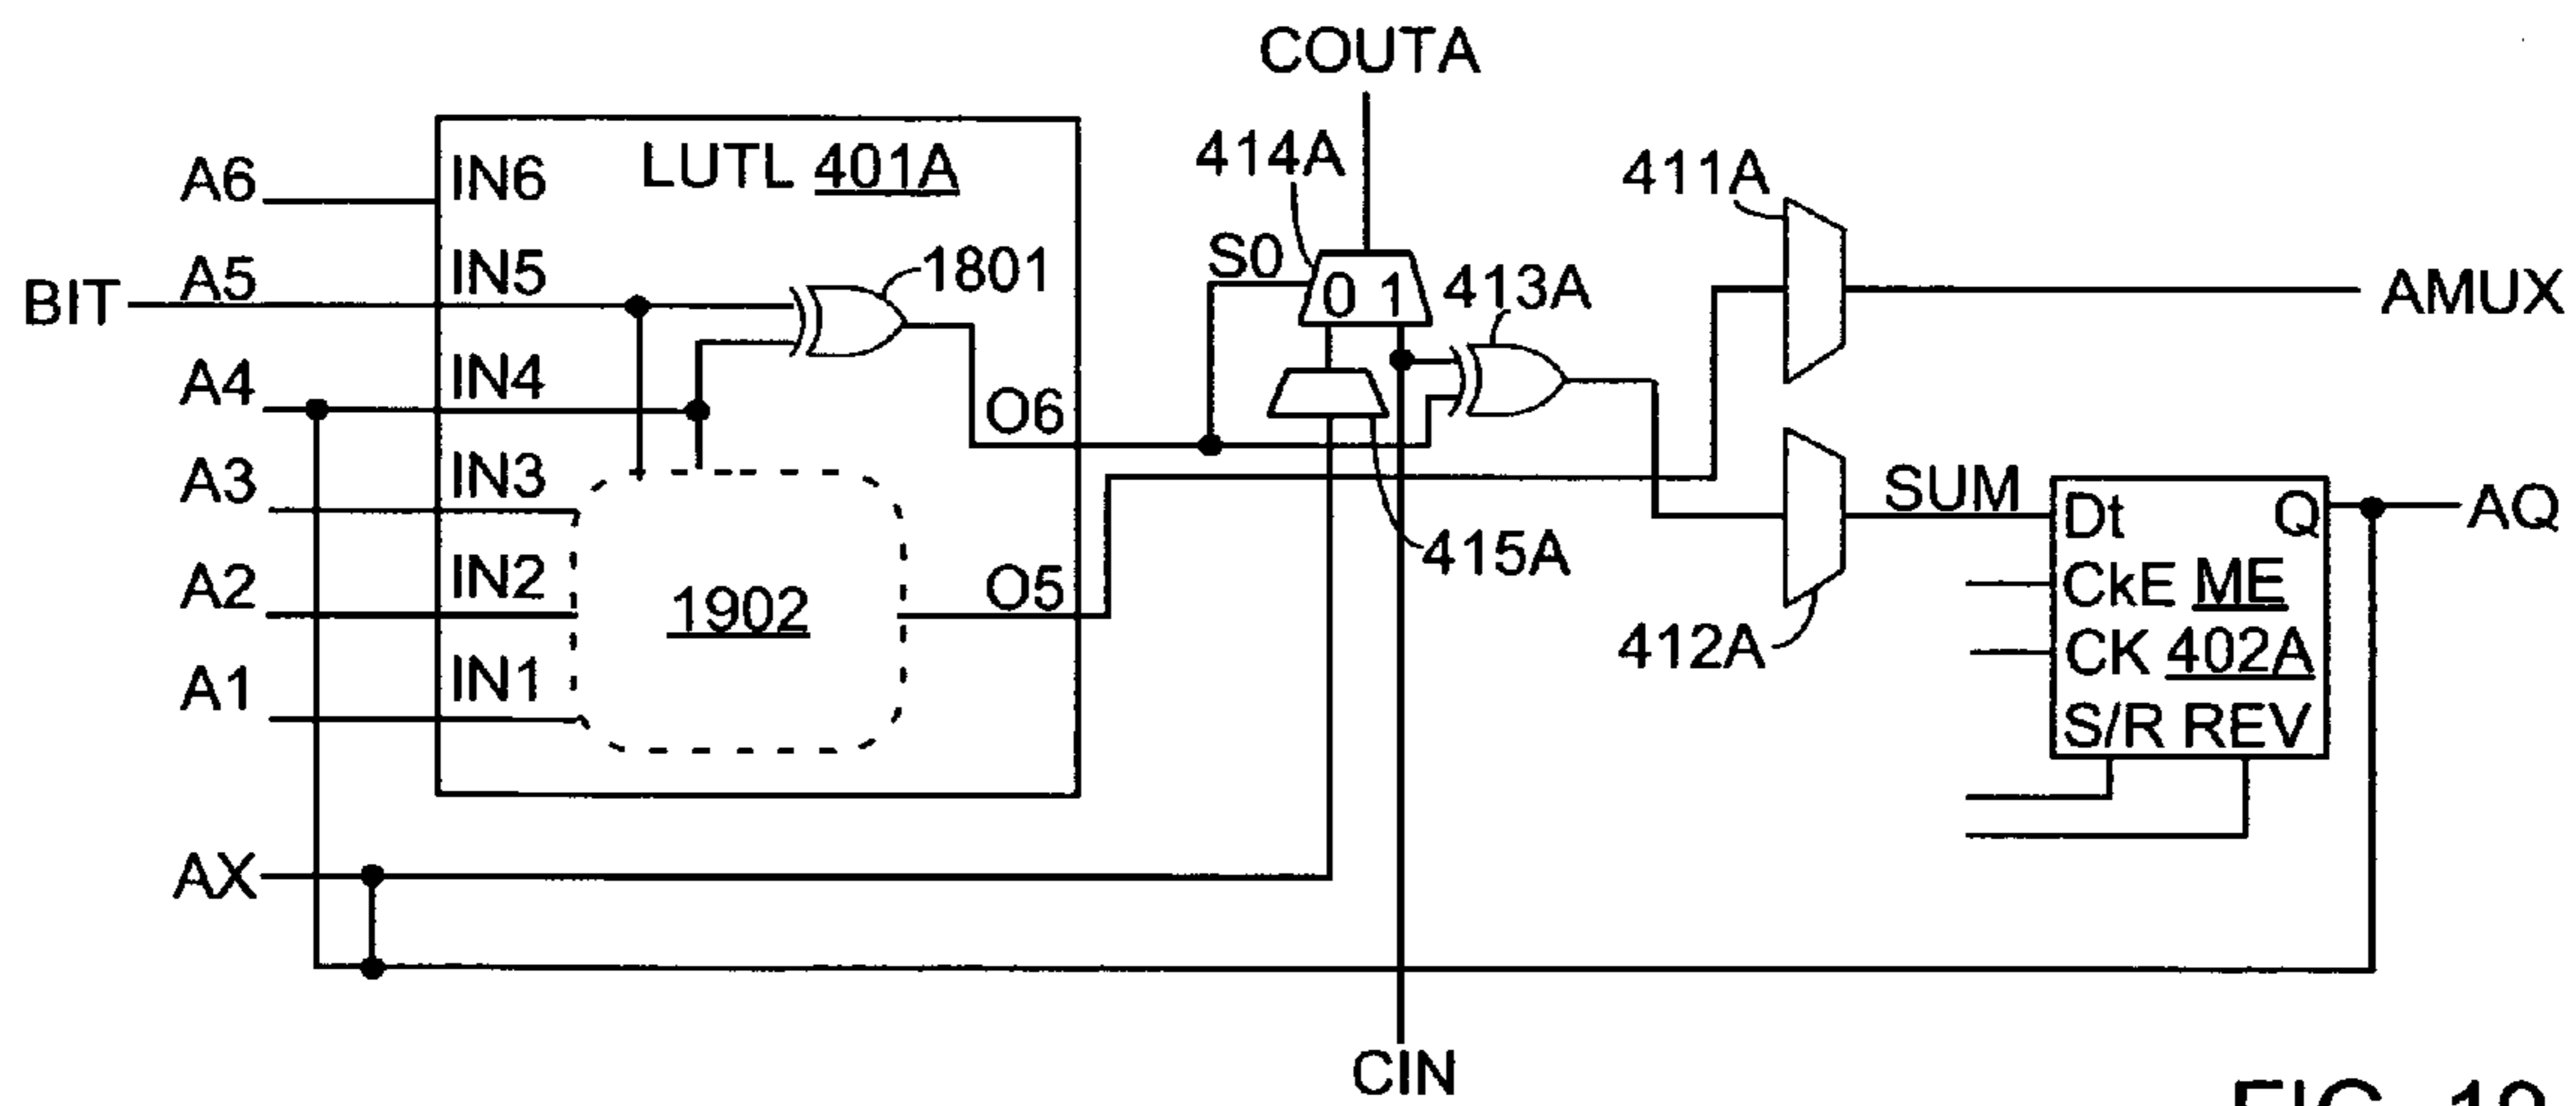 COUTA
A6
IN6
LUTL 401A
414A
411A
BIT
A5
IN5
1801
S0
0 1
413A
AMUX
A4
IN4
O6
A3
IN3
SUM
Dt
Q
AQ
415A
A2
IN2
1902
O5
CkE ME
412A
CK 402A
A1
IN1
S/R REV
AX
CIN